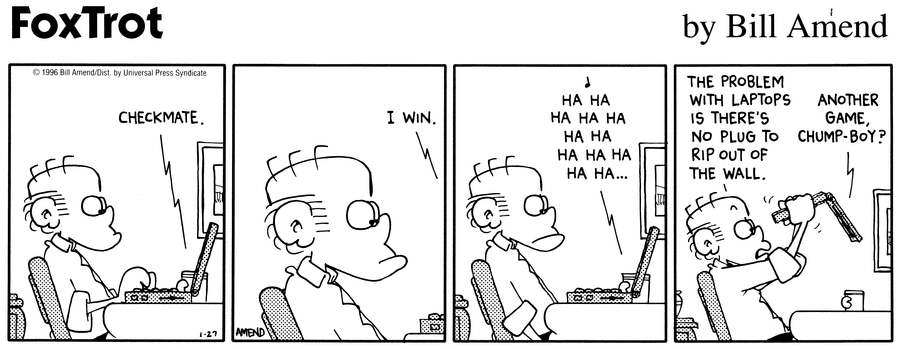 FoxTrot
by Bill Amend
© 1996 Bill Amend/Dist. by Universal Press Syndicate
CHECKMATE.
1-27
I WIN.
AMEND
♪
HA HA
HA HA HA
HA HA
HA HA HA
HA HA...
THE PROBLEM
WITH LAPTOPS
IS THERE'S
NO PLUG TO
RIP OUT OF
THE WALL.
ANOTHER
GAME,
CHUMP-BOY?